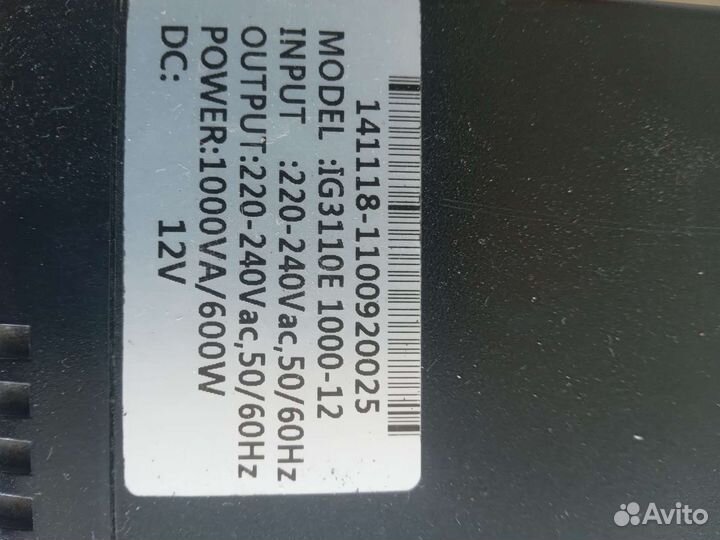 141118-1100920025
MODEL :IG3110E 1000-12
INPUT :220-240Vac,50/60Hz
OUTPUT:220-240Vac,50/60Hz
POWER:1000VA/600W
DC: 12V
Avito